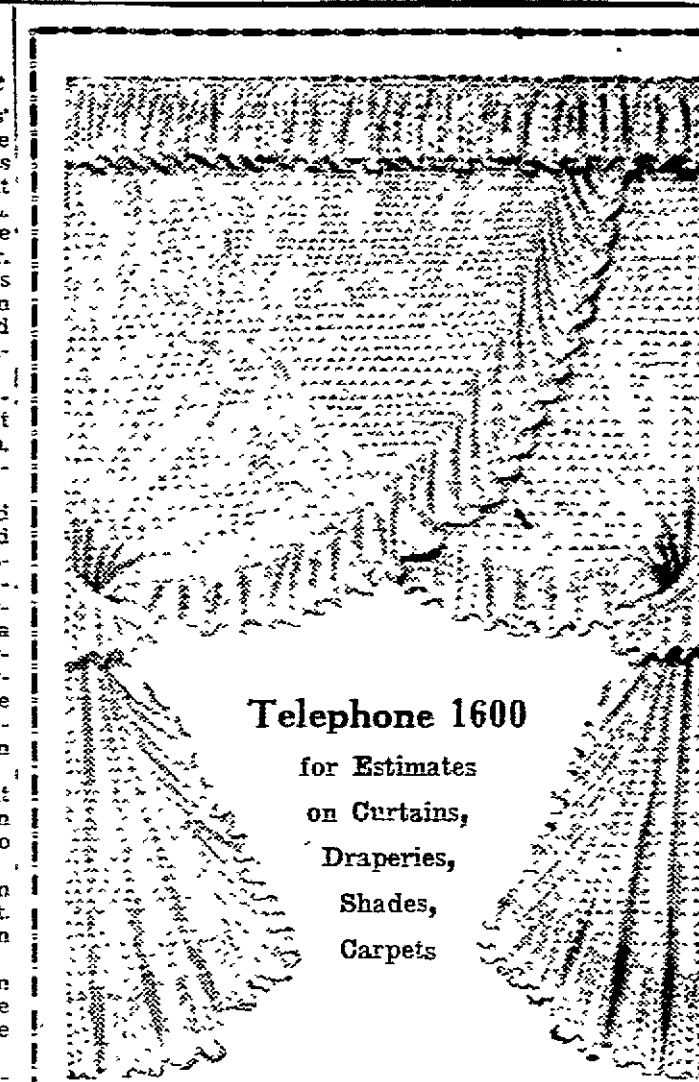 Telephone 1600
for Estimates
on Curtains,
Draperies,
Shades,
Carpets